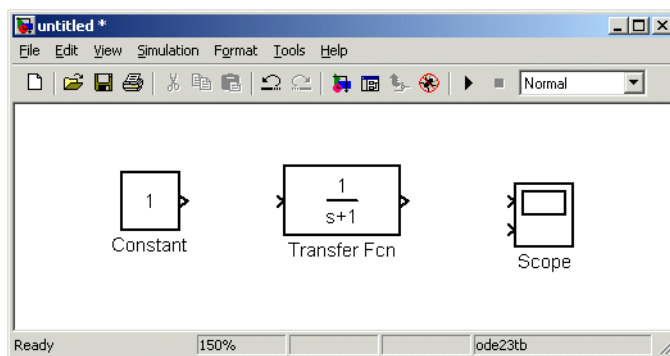 untitled *
File Edit View Simulation Format Tools Help
Normal
1
Constant
1
s+1
Transfer Fcn
Scope
Ready 150% ode23tb